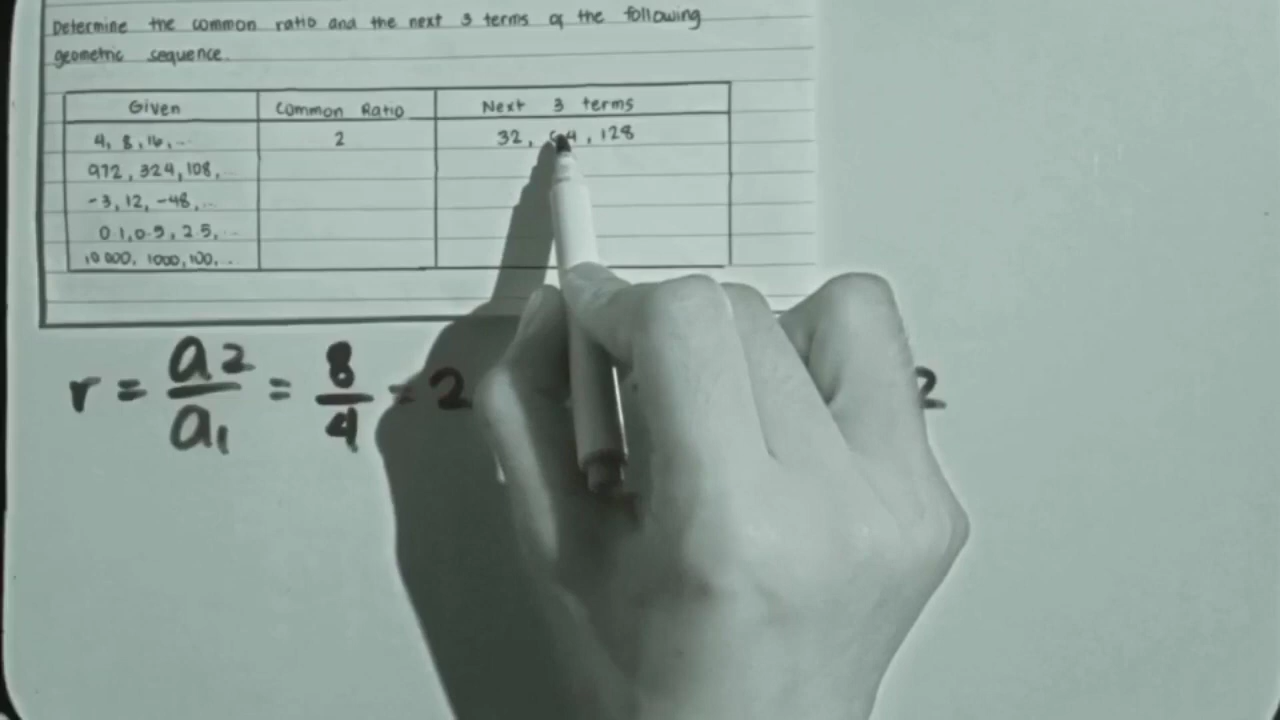 Determine the common ratio and the next 3 terms of the following
geometric sequence.
Given Common Ratio Next 3 terms
4, 8, 16, ... 2 32, 64, 128
972, 324, 108, ...
-3, 12, -48, ...
0.1, 0.5, 2.5, ...
10 000, 1000, 100, ...
r = a2/a1 = 8/4 = 2 2